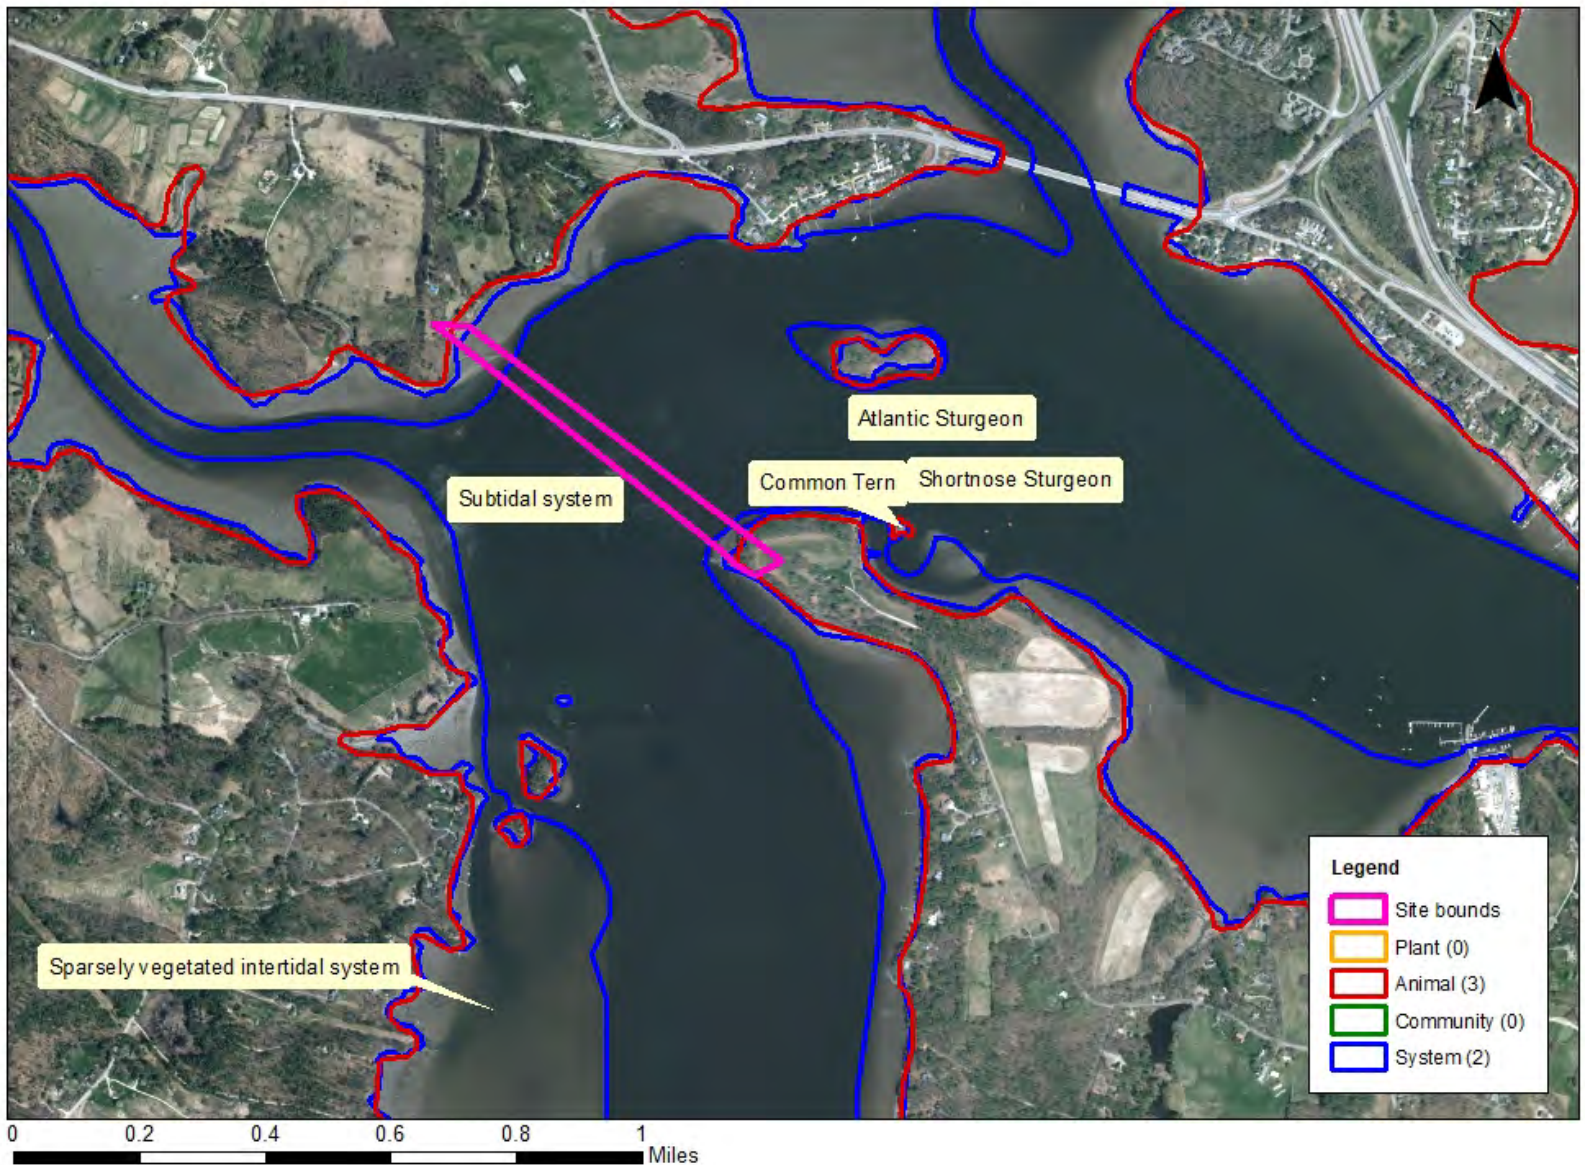 N
Atlantic Sturgeon
Common Tern
Shortnose Sturgeon
Subtidal system
Sparsely vegetated intertidal system
Legend
Site bounds
Plant (0)
Animal (3)
Community (0)
System (2)
0 0.2 0.4 0.6 0.8 1
Miles